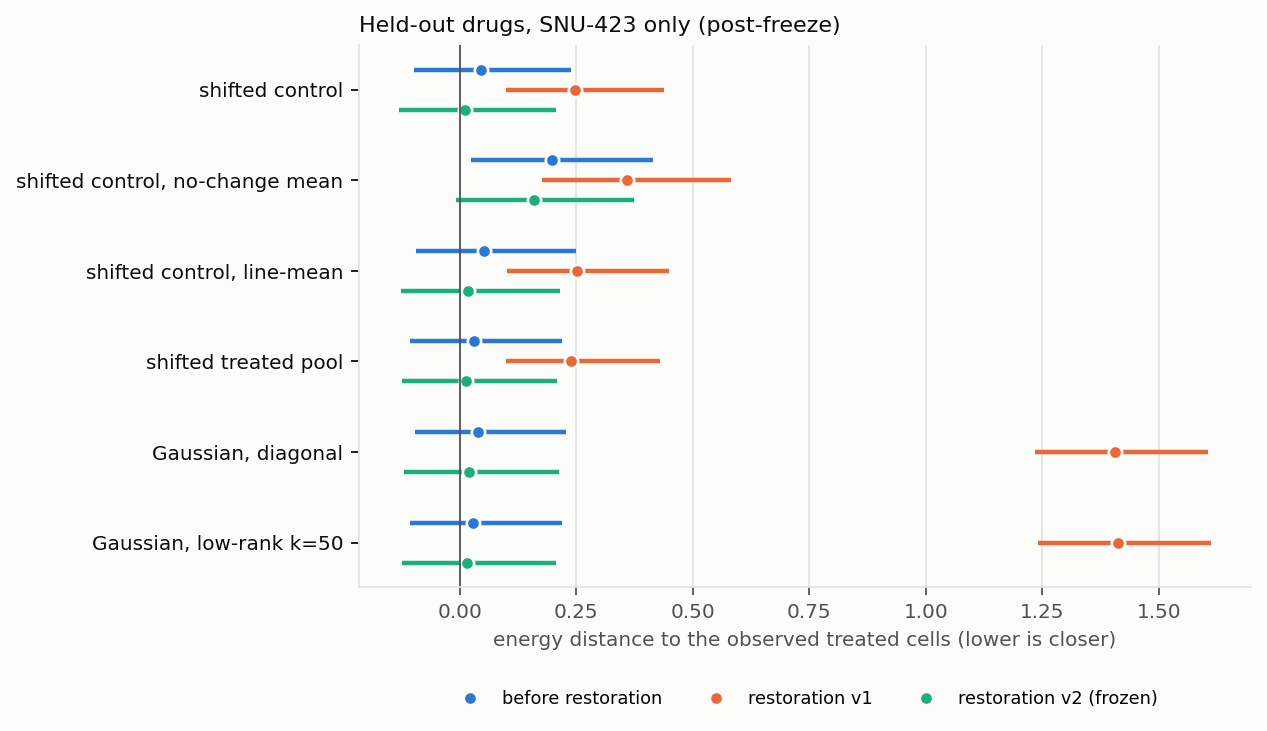 Held-out drugs, SNU-423 only (post-freeze)
shifted control
shifted control, no-change mean
shifted control, line-mean
shifted treated pool
Gaussian, diagonal
Gaussian, low-rank k=50
0.00 0.25 0.50 0.75 1.00 1.25 1.50
energy distance to the observed treated cells (lower is closer)
before restoration restoration v1 restoration v2 (frozen)